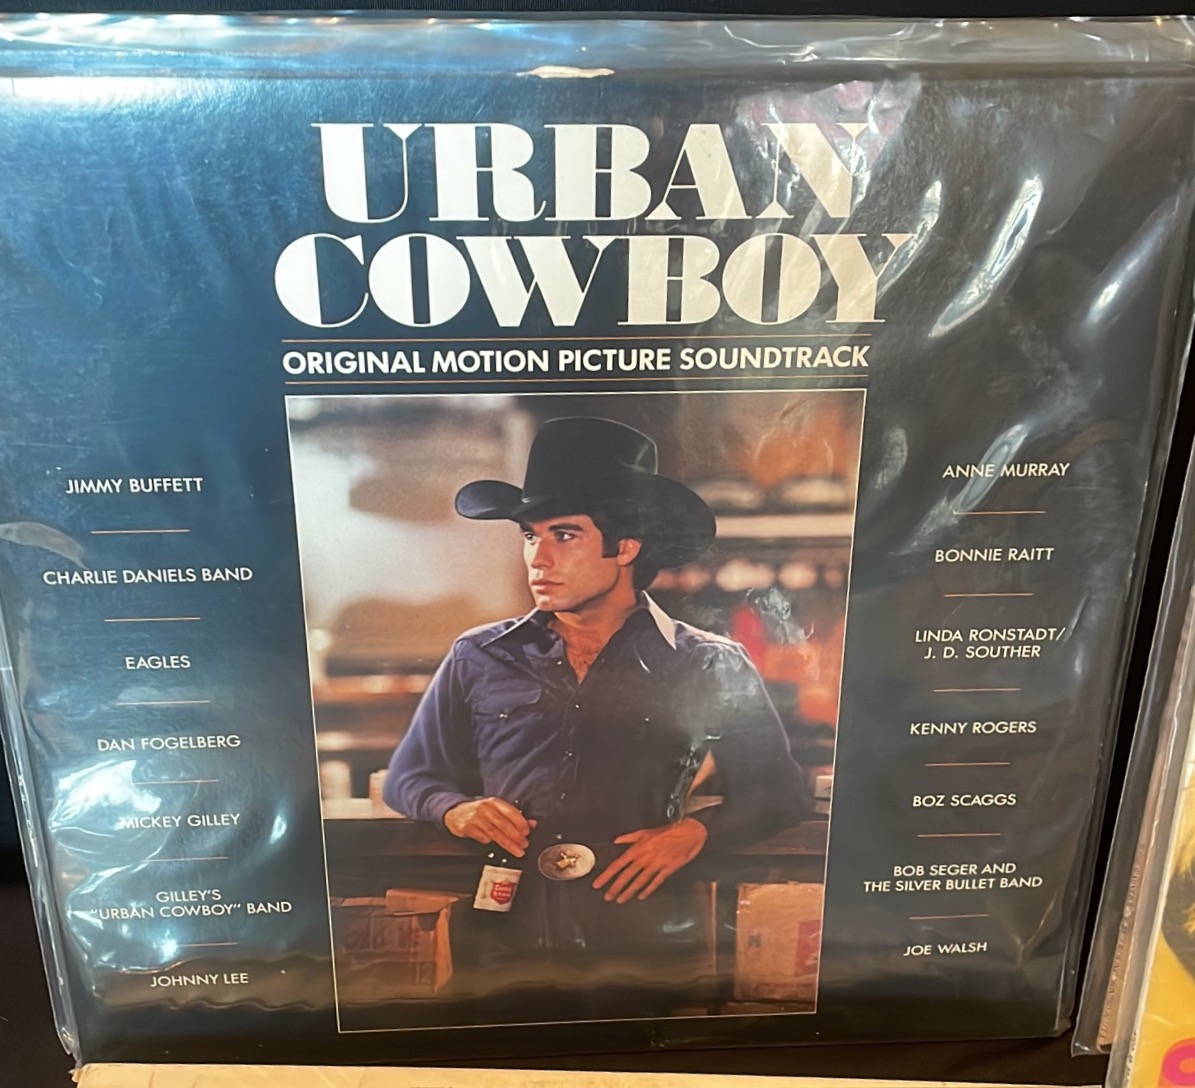 URBAN
COWBOY
ORIGINAL MOTION PICTURE SOUNDTRACK
JIMMY BUFFETT
CHARLIE DANIELS BAND
EAGLES
DAN FOGELBERG
MICKEY GILLEY
GILLEY'S
"URBAN COWBOY" BAND
JOHNNY LEE
ANNE MURRAY
BONNIE RAITT
LINDA RONSTADT/
J. D. SOUTHER
KENNY ROGERS
BOZ SCAGGS
BOB SEGER AND
THE SILVER BULLET BAND
JOE WALSH